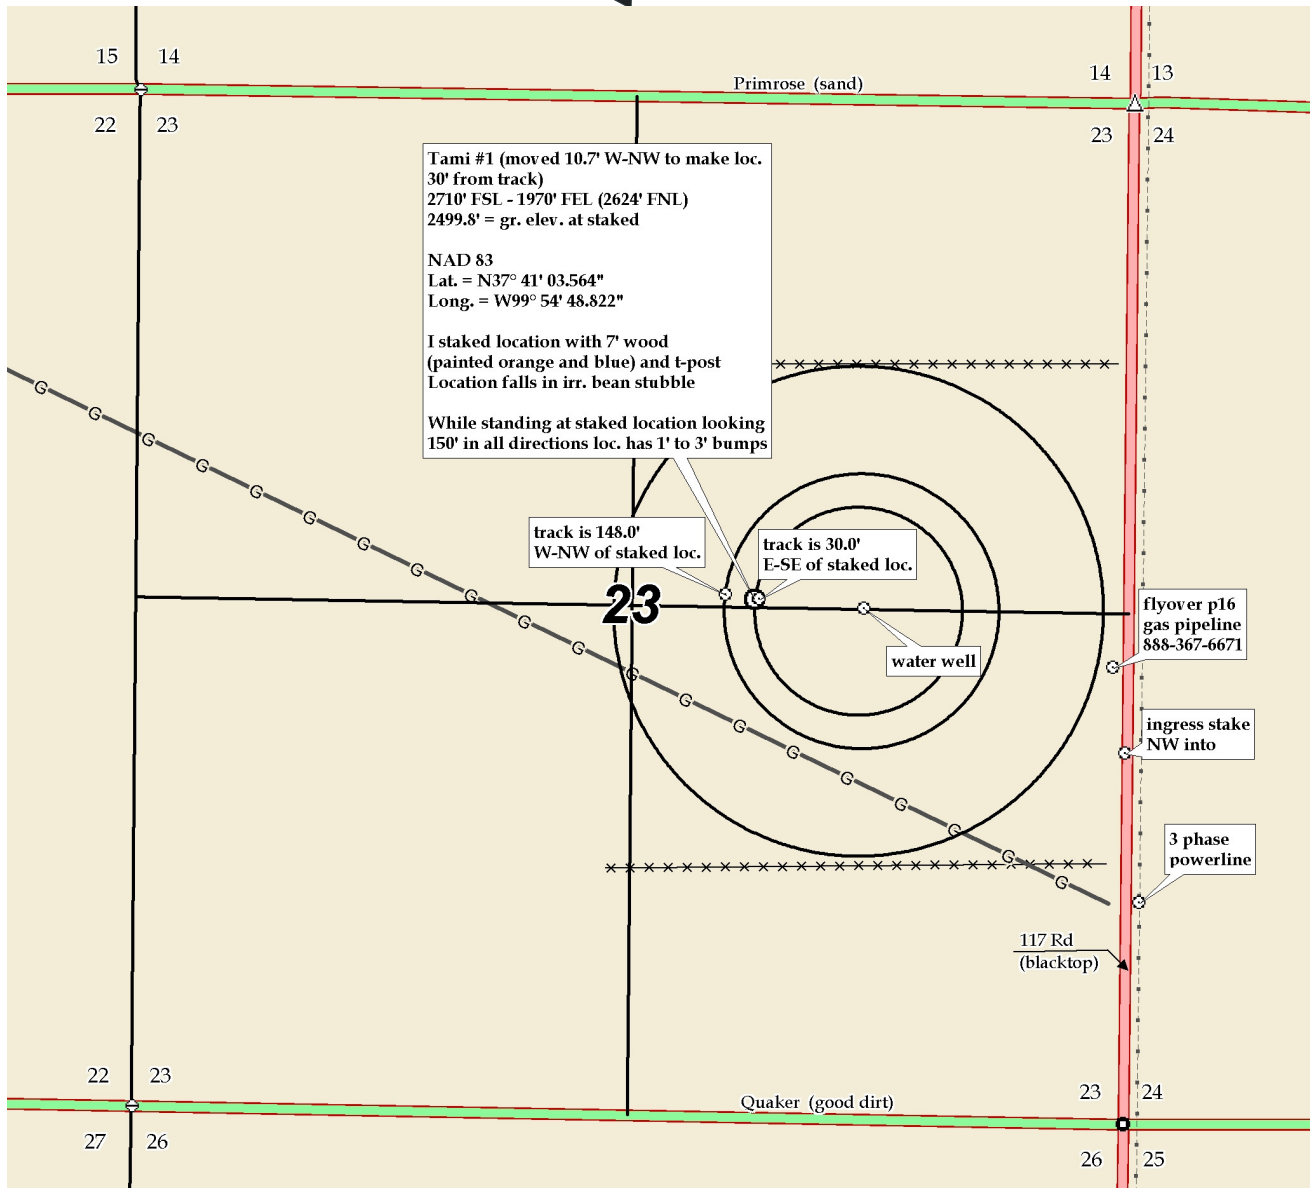 15 14
14 13
Primrose (sand)
22 23
23 24
Tami #1 (moved 10.7' W-NW to make loc.
30' from track)
2710' FSL - 1970' FEL (2624' FNL)
2499.8' = gr. elev. at staked
NAD 83
Lat. = N37° 41' 03.564"
Long. = W99° 54' 48.822"
I staked location with 7' wood
(painted orange and blue) and t-post
Location falls in irr. bean stubble
While standing at staked location looking
150' in all directions loc. has 1' to 3' bumps
track is 148.0'
W-NW of staked loc.
track is 30.0'
E-SE of staked loc.
23
water well
flyover p16
gas pipeline
888-367-6671
ingress stake
NW into
3 phase
powerline
117 Rd
(blacktop)
G G G G G G G G G G G G G G G G G G G G
22 23
23 24
Quaker (good dirt)
27 26
26 25